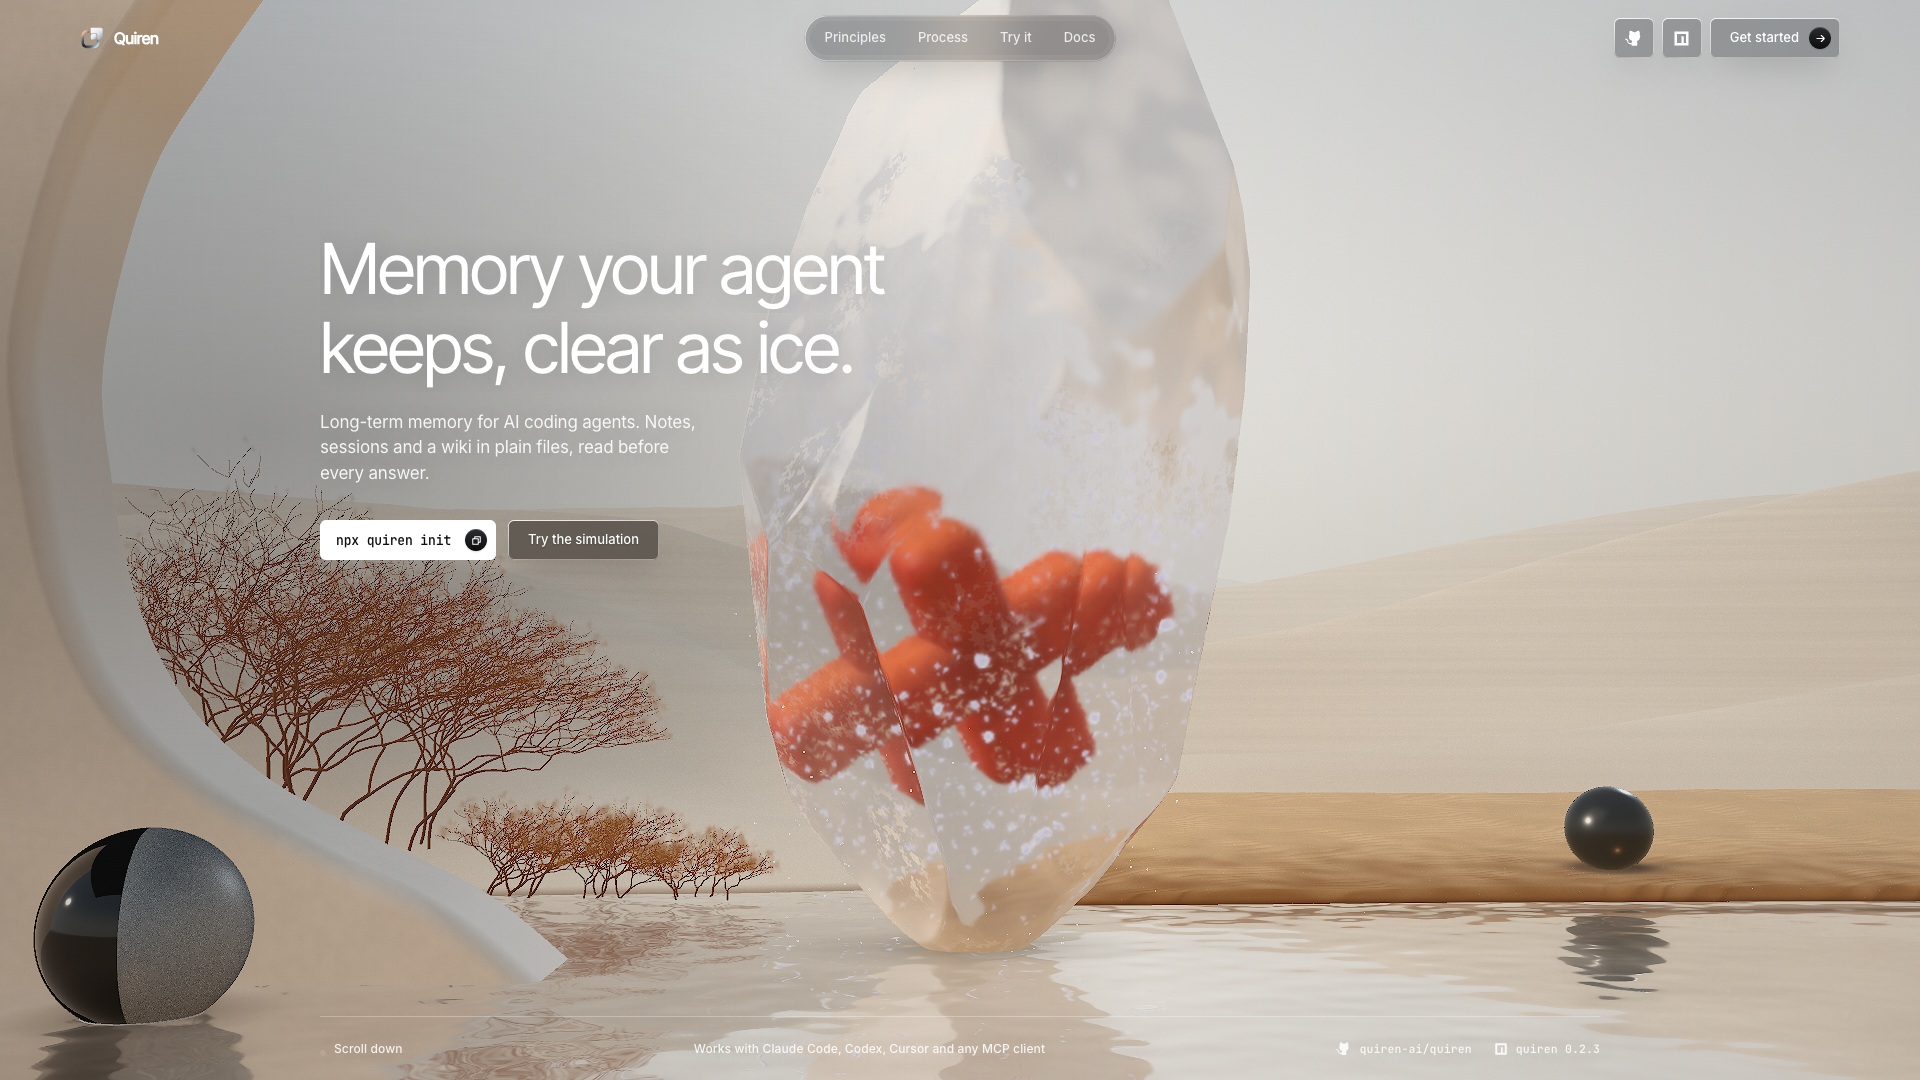 Quiren
Principles
Process
Try it
Docs
Get started
Memory your agent
keeps, clear as ice.
Long-term memory for AI coding agents. Notes,
sessions and a wiki in plain files, read before
every answer.
npx quiren init
Try the simulation
Scroll down
Works with Claude Code, Codex, Cursor and any MCP client
quiren-ai/quiren
quiren 0.2.3